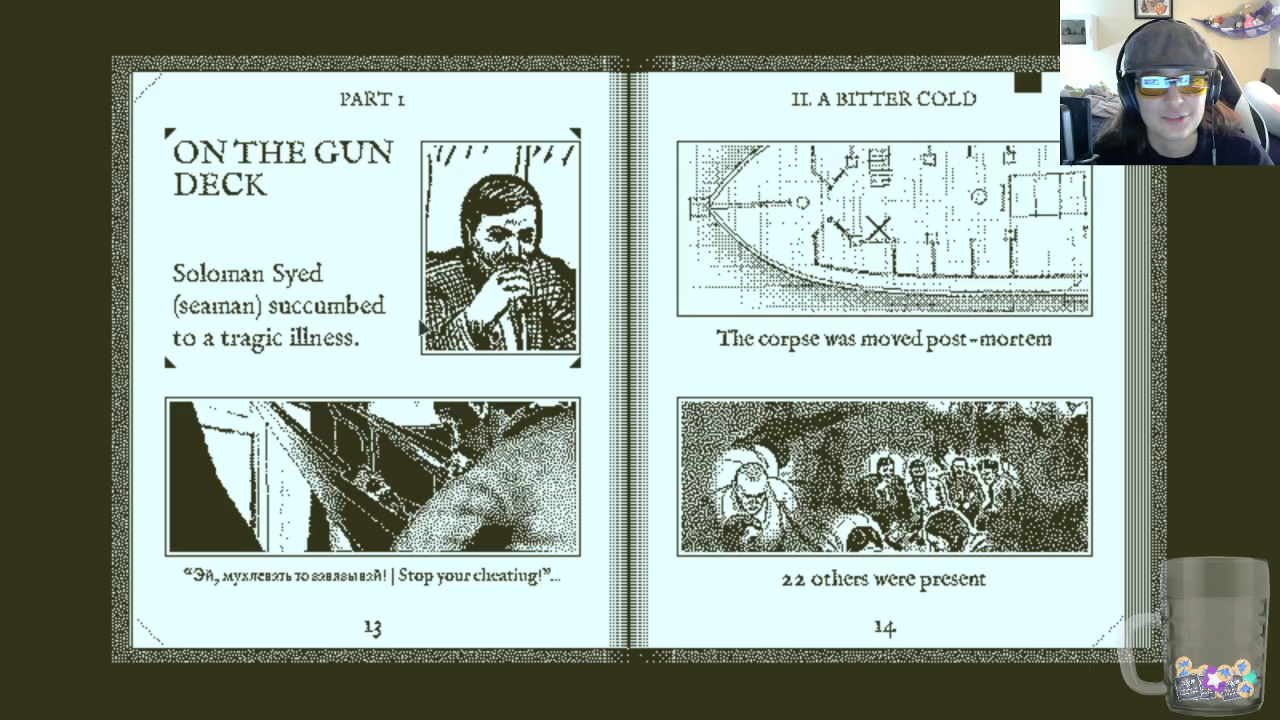 PART 1
ON THE GUN
DECK
Soloman Syed
(seaman) succumbed
to a tragic illness.
"Эй, мухлевать то завязывай! | Stop your cheating!"...
13
II. A BITTER COLD
The corpse was moved post-mortem
22 others were present
14